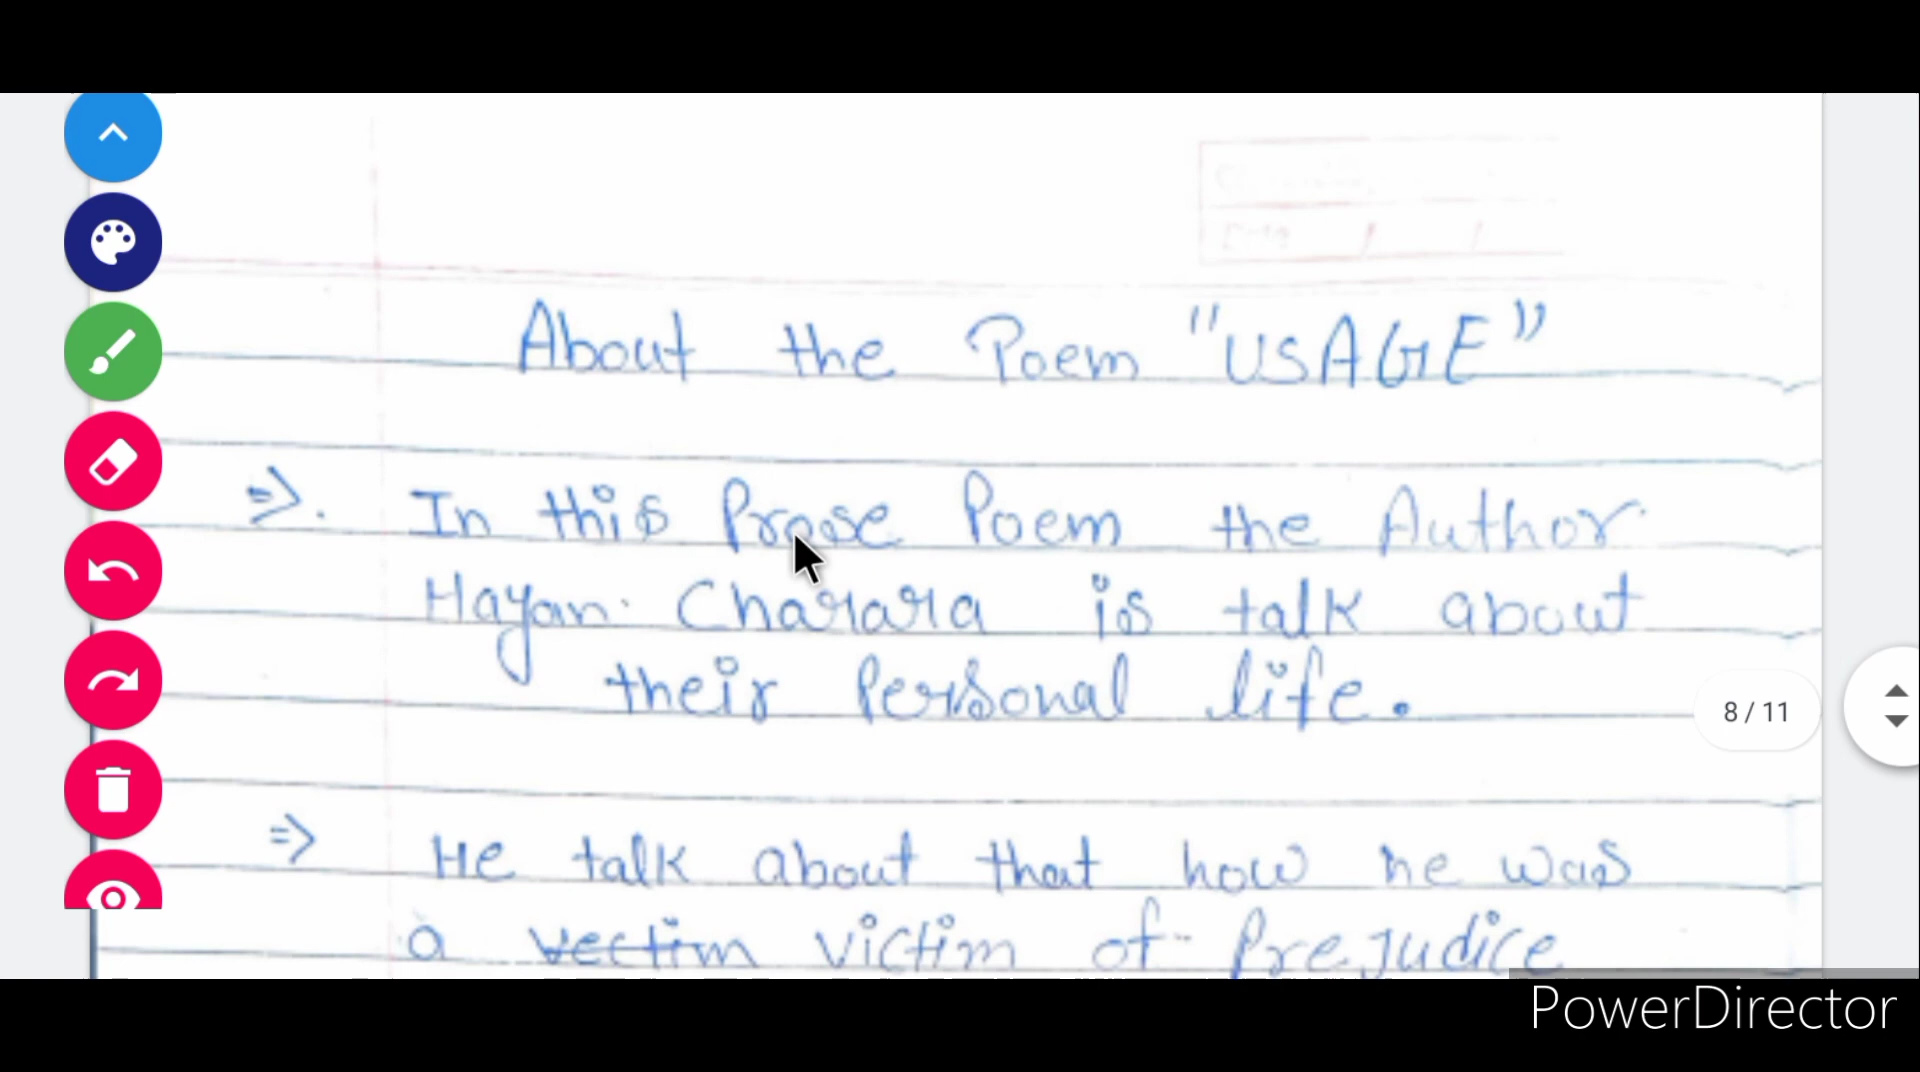 About the Poem "USAGE"
=>. In this Prose Poem the Author
Hayan Charara is talk about
their Personal life.
8 / 11
=> He talk about that how he was
a vectim victim of Prejudice
PowerDirector